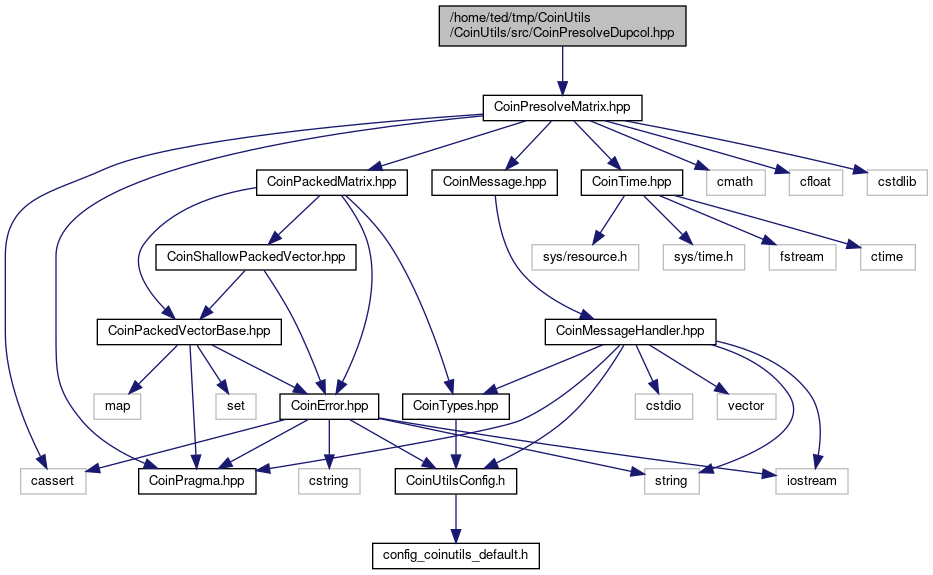 /home/ted/tmp/CoinUtils
/CoinUtils/src/CoinPresolveDupcol.hpp
CoinPresolveMatrix.hpp
CoinPackedMatrix.hpp
CoinMessage.hpp
CoinTime.hpp
cmath
cfloat
cstdlib
CoinShallowPackedVector.hpp
sys/resource.h
sys/time.h
fstream
ctime
CoinPackedVectorBase.hpp
CoinMessageHandler.hpp
map
set
CoinError.hpp
CoinTypes.hpp
cstdio
vector
cassert
CoinPragma.hpp
cstring
CoinUtilsConfig.h
string
iostream
config_coinutils_default.h